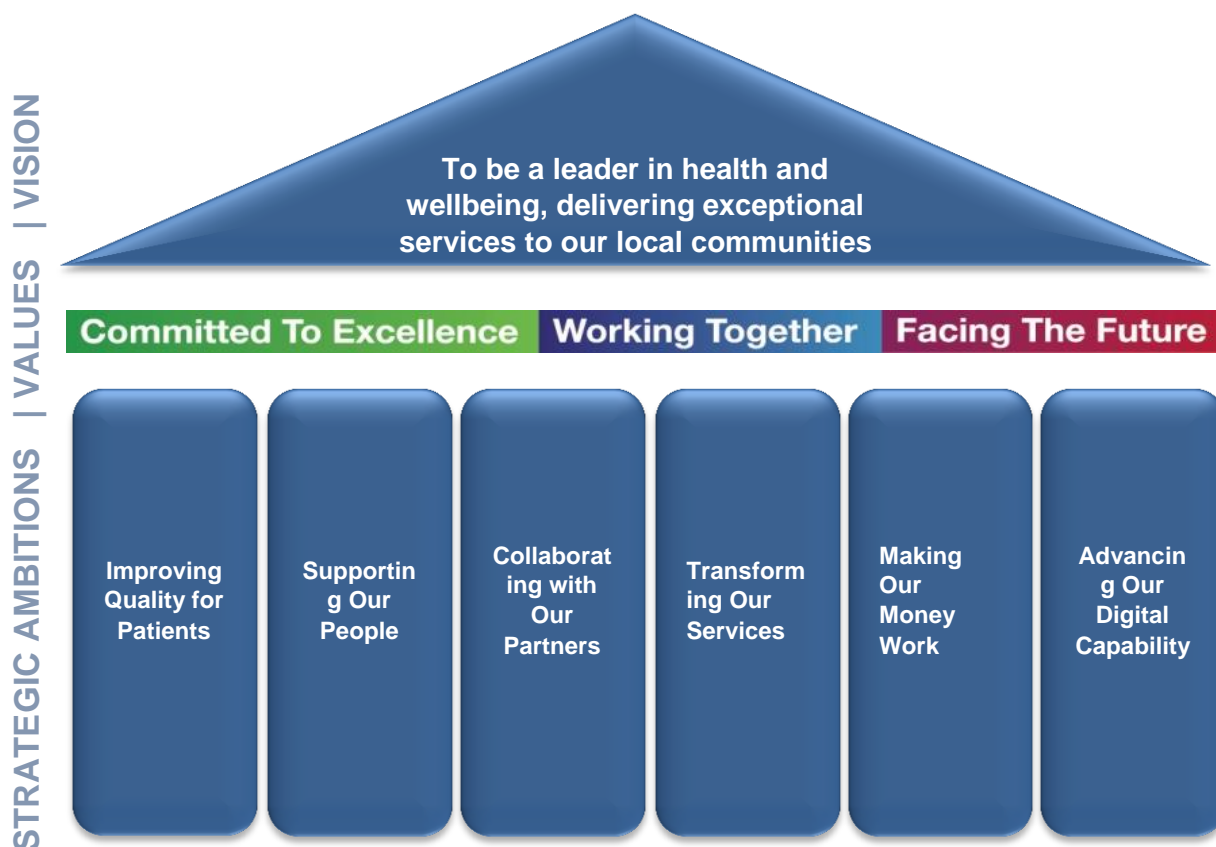 STRATEGIC AMBITIONS | VALUES | VISION
To be a leader in health and
wellbeing, delivering exceptional
services to our local communities
Committed To Excellence Working Together Facing The Future
Improving
Quality for
Patients
Supportin
g Our
People
Collaborat
ing with
Our
Partners
Transform
ing Our
Services
Making
Our
Money
Work
Advancin
g Our
Digital
Capability